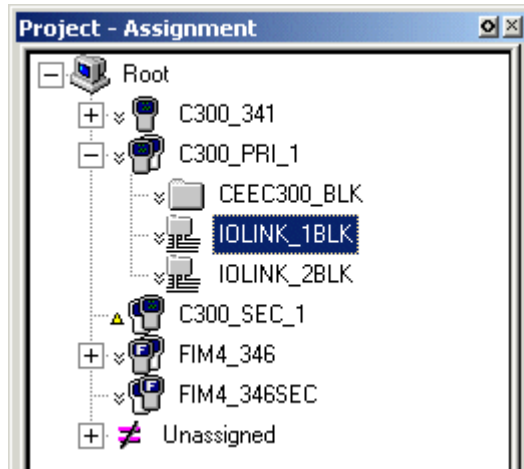 Project - Assignment
Root
C300_341
C300_PRI_1
CEEC300_BLK
IOLINK_1BLK
IOLINK_2BLK
C300_SEC_1
FIM4_346
FIM4_346SEC
Unassigned